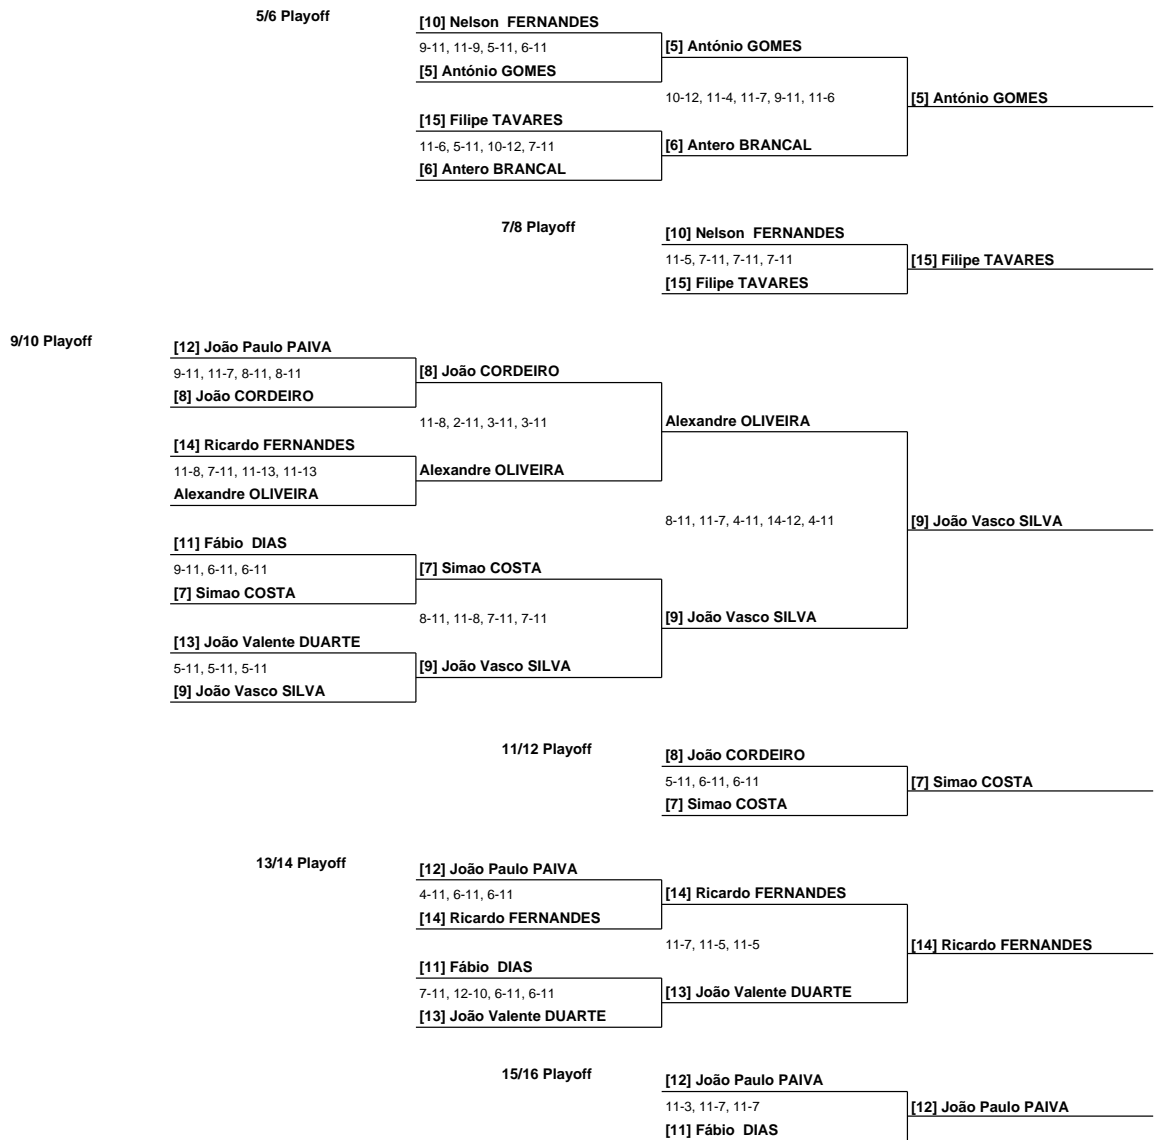 5/6 Playoff
[10] Nelson  FERNANDES
9-11, 11-9, 5-11, 6-11
[5] António GOMES
[5] António GOMES
10-12, 11-4, 11-7, 9-11, 11-6
[5] António GOMES
[15] Filipe TAVARES
11-6, 5-11, 10-12, 7-11
[6] Antero BRANCAL
[6] Antero BRANCAL
7/8 Playoff
[10] Nelson  FERNANDES
11-5, 7-11, 7-11, 7-11
[15] Filipe TAVARES
[15] Filipe TAVARES
9/10 Playoff
[12] João Paulo PAIVA
9-11, 11-7, 8-11, 8-11
[8] João CORDEIRO
[8] João CORDEIRO
11-8, 2-11, 3-11, 3-11
Alexandre OLIVEIRA
[14] Ricardo FERNANDES
11-8, 7-11, 11-13, 11-13
Alexandre OLIVEIRA
Alexandre OLIVEIRA
8-11, 11-7, 4-11, 14-12, 4-11
[9] João Vasco SILVA
[11] Fábio  DIAS
9-11, 6-11, 6-11
[7] Simao COSTA
[7] Simao COSTA
8-11, 11-8, 7-11, 7-11
[9] João Vasco SILVA
[13] João Valente DUARTE
5-11, 5-11, 5-11
[9] João Vasco SILVA
[9] João Vasco SILVA
11/12 Playoff
[8] João CORDEIRO
5-11, 6-11, 6-11
[7] Simao COSTA
[7] Simao COSTA
13/14 Playoff
[12] João Paulo PAIVA
4-11, 6-11, 6-11
[14] Ricardo FERNANDES
[14] Ricardo FERNANDES
11-7, 11-5, 11-5
[14] Ricardo FERNANDES
[11] Fábio  DIAS
7-11, 12-10, 6-11, 6-11
[13] João Valente DUARTE
[13] João Valente DUARTE
15/16 Playoff
[12] João Paulo PAIVA
11-3, 11-7, 11-7
[12] João Paulo PAIVA
[11] Fábio  DIAS